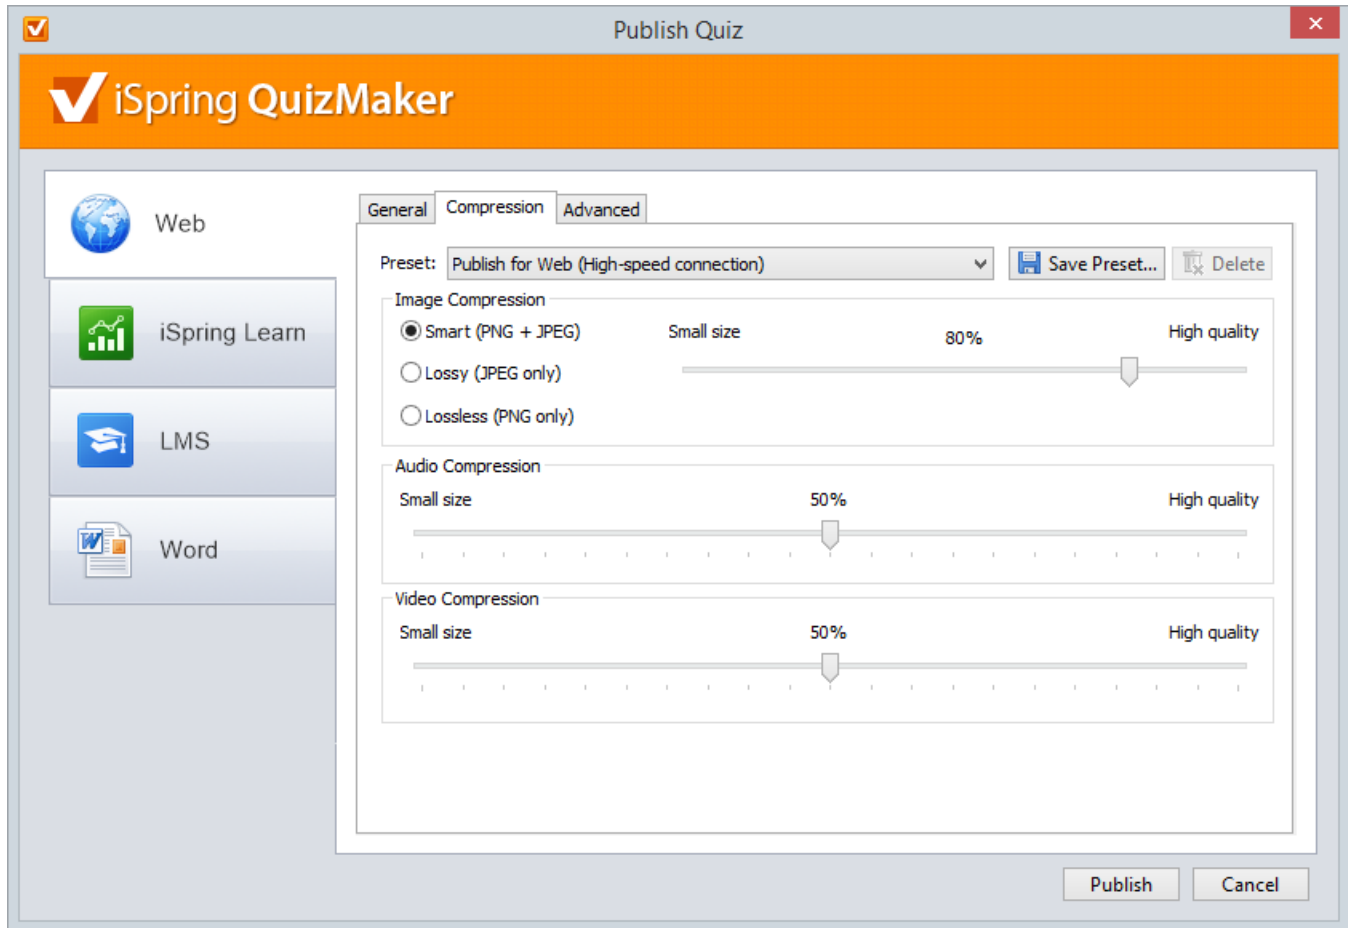 Publish Quiz
iSpring QuizMaker
Web
iSpring Learn
LMS
Word
General Compression Advanced
Preset: Publish for Web (High-speed connection) Save Preset... Delete
Image Compression
Smart (PNG + JPEG) Small size 80% High quality
Lossy (JPEG only)
Lossless (PNG only)
Audio Compression
Small size 50% High quality
Video Compression
Small size 50% High quality
Publish Cancel